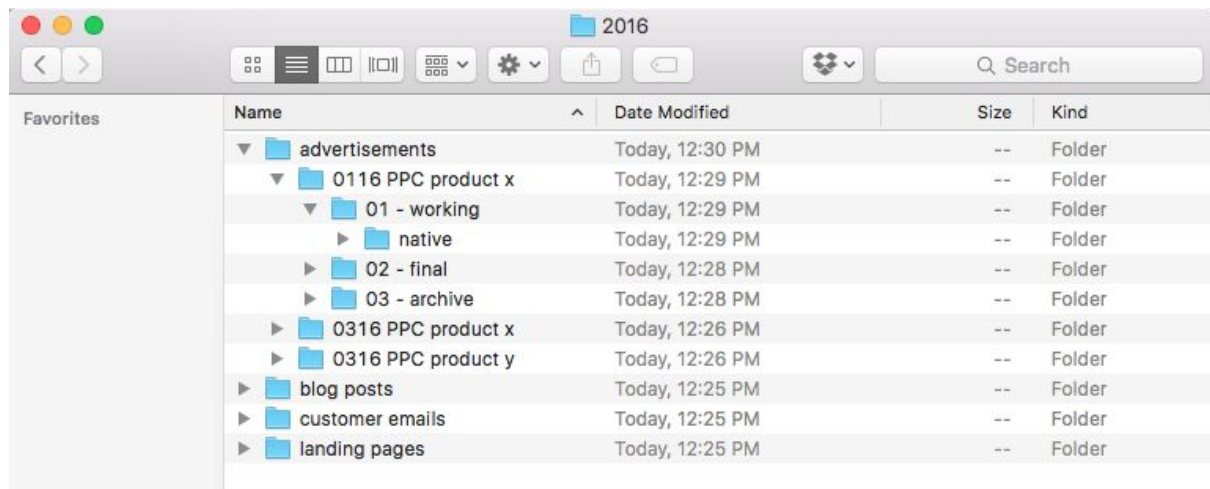 2016
Search
Favorites
Name Date Modified Size Kind
advertisements Today, 12:30 PM -- Folder
0116 PPC product x Today, 12:29 PM -- Folder
01 - working Today, 12:29 PM -- Folder
native Today, 12:29 PM -- Folder
02 - final Today, 12:28 PM -- Folder
03 - archive Today, 12:28 PM -- Folder
0316 PPC product x Today, 12:26 PM -- Folder
0316 PPC product y Today, 12:26 PM -- Folder
blog posts Today, 12:25 PM -- Folder
customer emails Today, 12:25 PM -- Folder
landing pages Today, 12:25 PM -- Folder